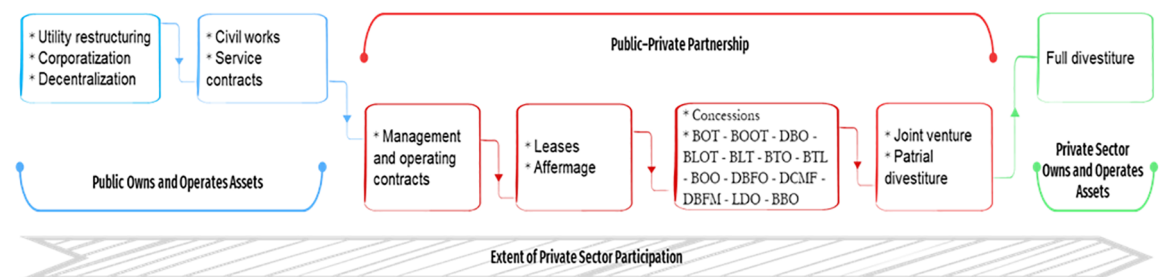 * Utility restructuring
* Corporatization
* Decentralization
* Civil works
* Service
contracts
Public Owns and Operates Assets
Public-Private Partnership
* Management
and operating
contracts
* Leases
* Affermage
* Concessions
* BOT - BOOT - DBO -
BLOT - BLT - BTO - BTL
- BOO - DBFO - DCMF -
DBFM - LDO - BBO
* Joint venture
* Patrial
divestiture
Full divestiture
Private Sector
Owns and Operates
Assets
Extent of Private Sector Participation